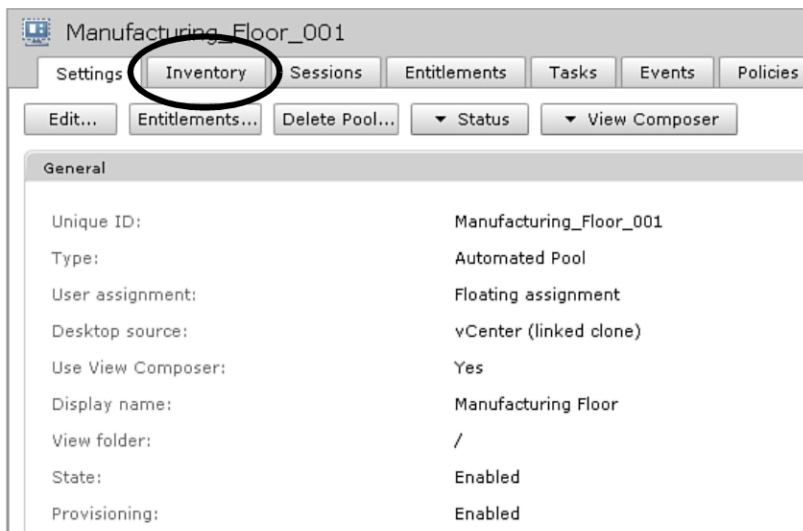 Manufacturing_Floor_001
Settings Inventory Sessions Entitlements Tasks Events Policies
Edit... Entitlements... Delete Pool... Status View Composer
General
Unique ID: Manufacturing_Floor_001
Type: Automated Pool
User assignment: Floating assignment
Desktop source: vCenter (linked clone)
Use View Composer: Yes
Display name: Manufacturing Floor
View folder: /
State: Enabled
Provisioning: Enabled